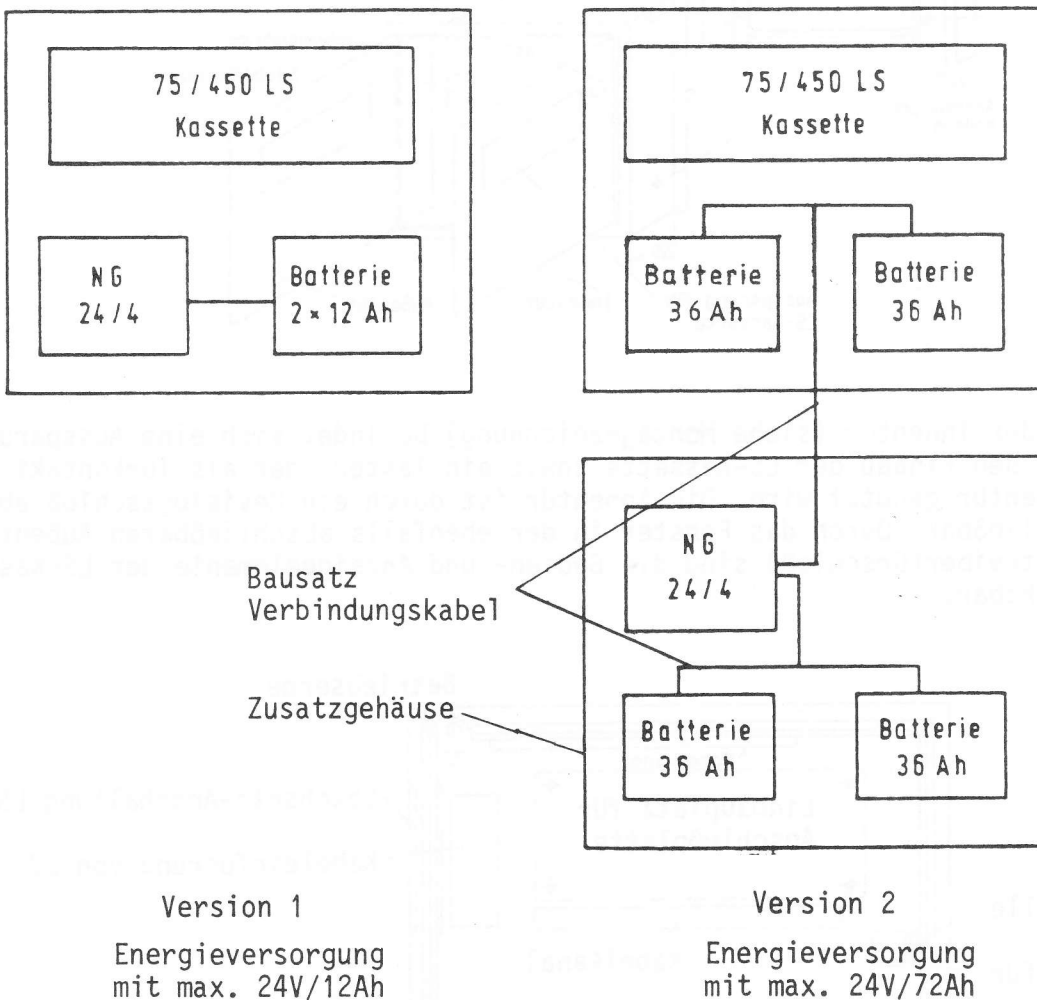 75/450 LS
Kassette
NG
24/4
Batterie
2×12 Ah
75/450 LS
Kassette
Batterie
36 Ah
Batterie
36 Ah
NG
24/4
Bausatz
Verbindungskabel
Zusatzgehäuse
Batterie
36 Ah
Batterie
36 Ah
Version 1
Energieversorgung
mit max. 24V/12Ah
Version 2
Energieversorgung
mit max. 24V/72Ah